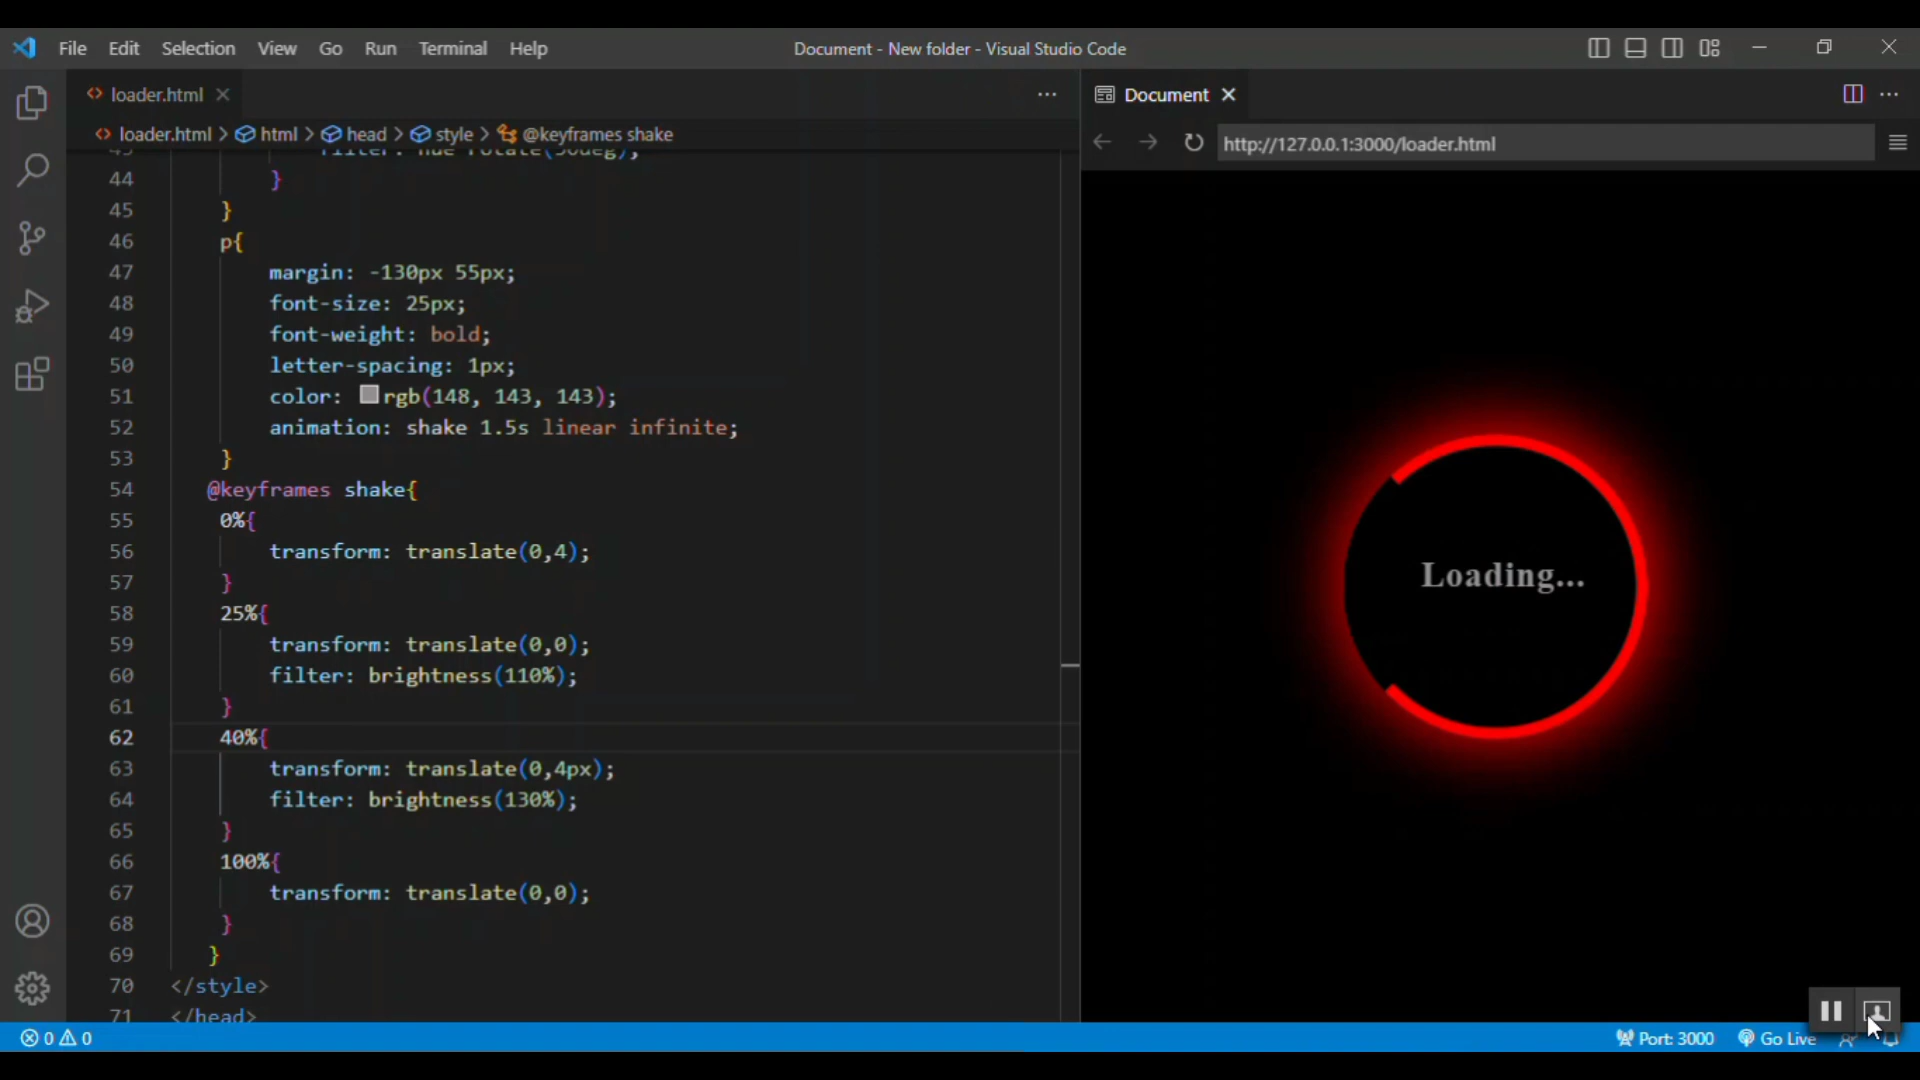 File Edit Selection View Go Run Terminal Help
Document - New folder - Visual Studio Code
loader.html
loader.html > html > head > style > @keyframes shake
44 }
45 }
46 p{
47 margin: -130px 55px;
48 font-size: 25px;
49 font-weight: bold;
50 letter-spacing: 1px;
51 color: rgb(148, 143, 143);
52 animation: shake 1.5s linear infinite;
53 }
54 @keyframes shake{
55 0%{
56 transform: translate(0,4);
57 }
58 25%{
59 transform: translate(0,0);
60 filter: brightness(110%);
61 }
62 40%{
63 transform: translate(0,4px);
64 filter: brightness(130%);
65 }
66 100%{
67 transform: translate(0,0);
68 }
69 }
70 </style>
71 </head>
Document
http://127.0.0.1:3000/loader.html
Loading...
0 0
Port: 3000 Go Live